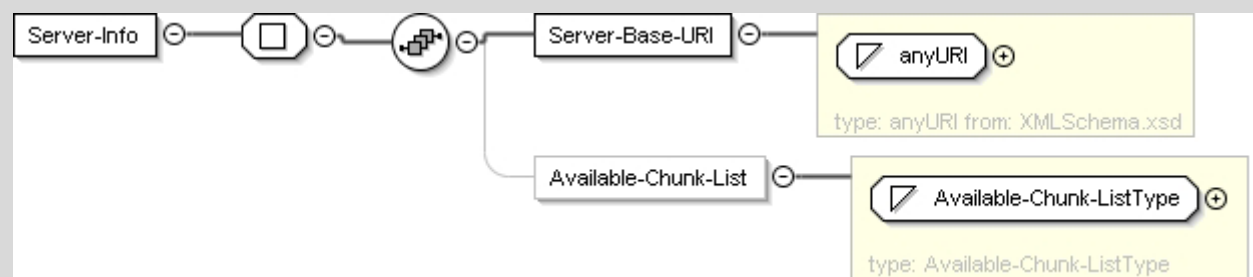 Server-Info
Server-Base-URI
anyURI
type: anyURI from: XMLSchema.xsd
Available-Chunk-List
Available-Chunk-ListType
type: Available-Chunk-ListType